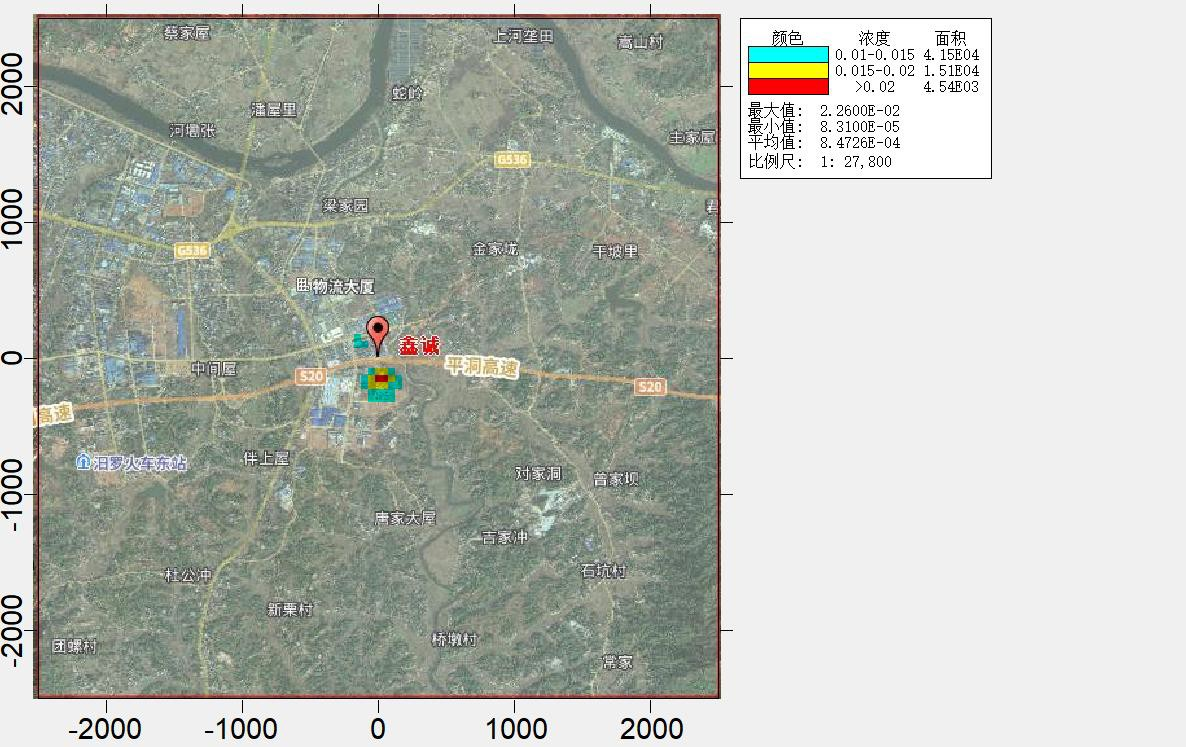 蔡家屋
上河垄田
嵩山村
蛇岭
潘屋里
河塌张
G536
主家屋
梁家园
G536
金家垅
干坡里
物流大厦
鑫诚
中间屋
S20
平洞高速
S20
高速
汨罗火车东站
伴上屋
对家洞
曾家坝
唐家大屋
吉家冲
杜公冲
石坑村
新栗村
桥墩村
团螺村
常家
2000
1000
0
-1000
-2000
-2000
-1000
0
1000
2000
颜色 浓度 面积
0.01-0.015 4.15E04
0.015-0.02 1.51E04
>0.02 4.54E03
最大值: 2.2600E-02
最小值: 8.3100E-05
平均值: 8.4726E-04
比例尺: 1: 27,800